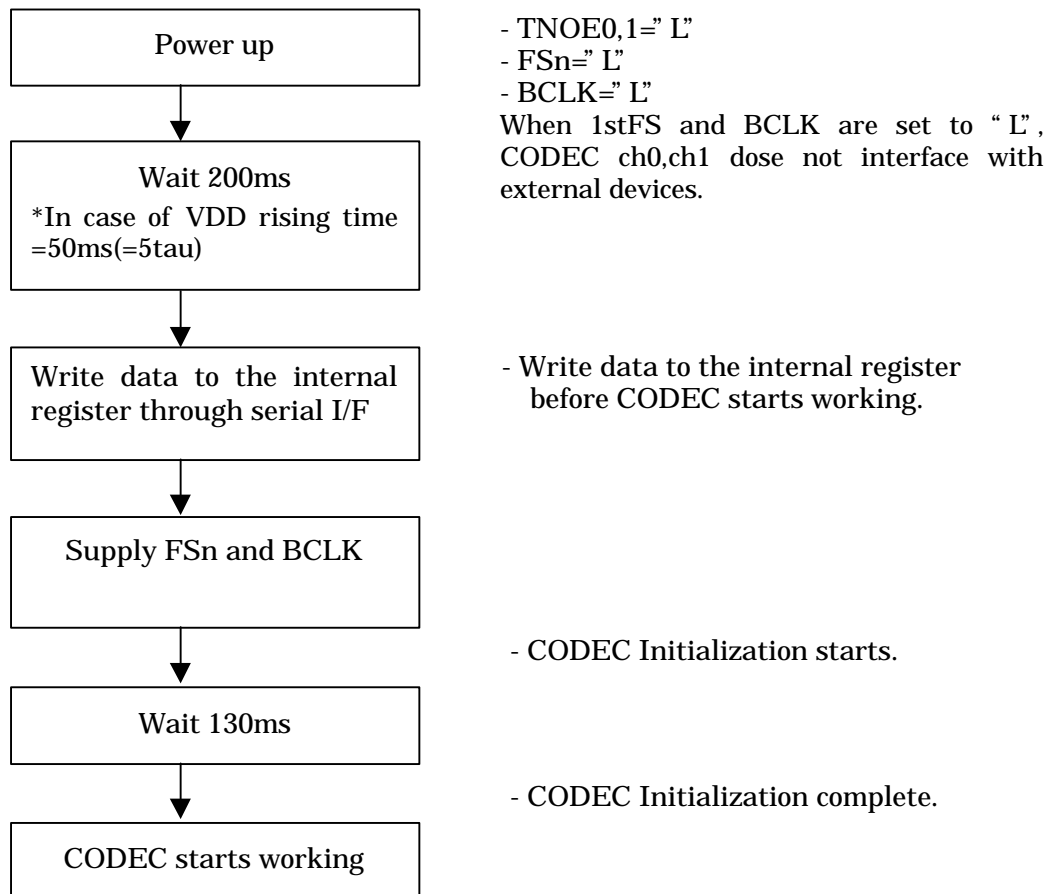 Power up
- TNOE0,1=” L”
- FSn=” L”
- BCLK=” L”
When 1stFS and BCLK are set to “ L”,
CODEC ch0,ch1 dose not interface with
external devices.
Wait 200ms
*In case of VDD rising time
=50ms(=5tau)
Write data to the internal
register through serial I/F
- Write data to the internal register
before CODEC starts working.
Supply FSn and BCLK
- CODEC Initialization starts.
Wait 130ms
- CODEC Initialization complete.
CODEC starts working